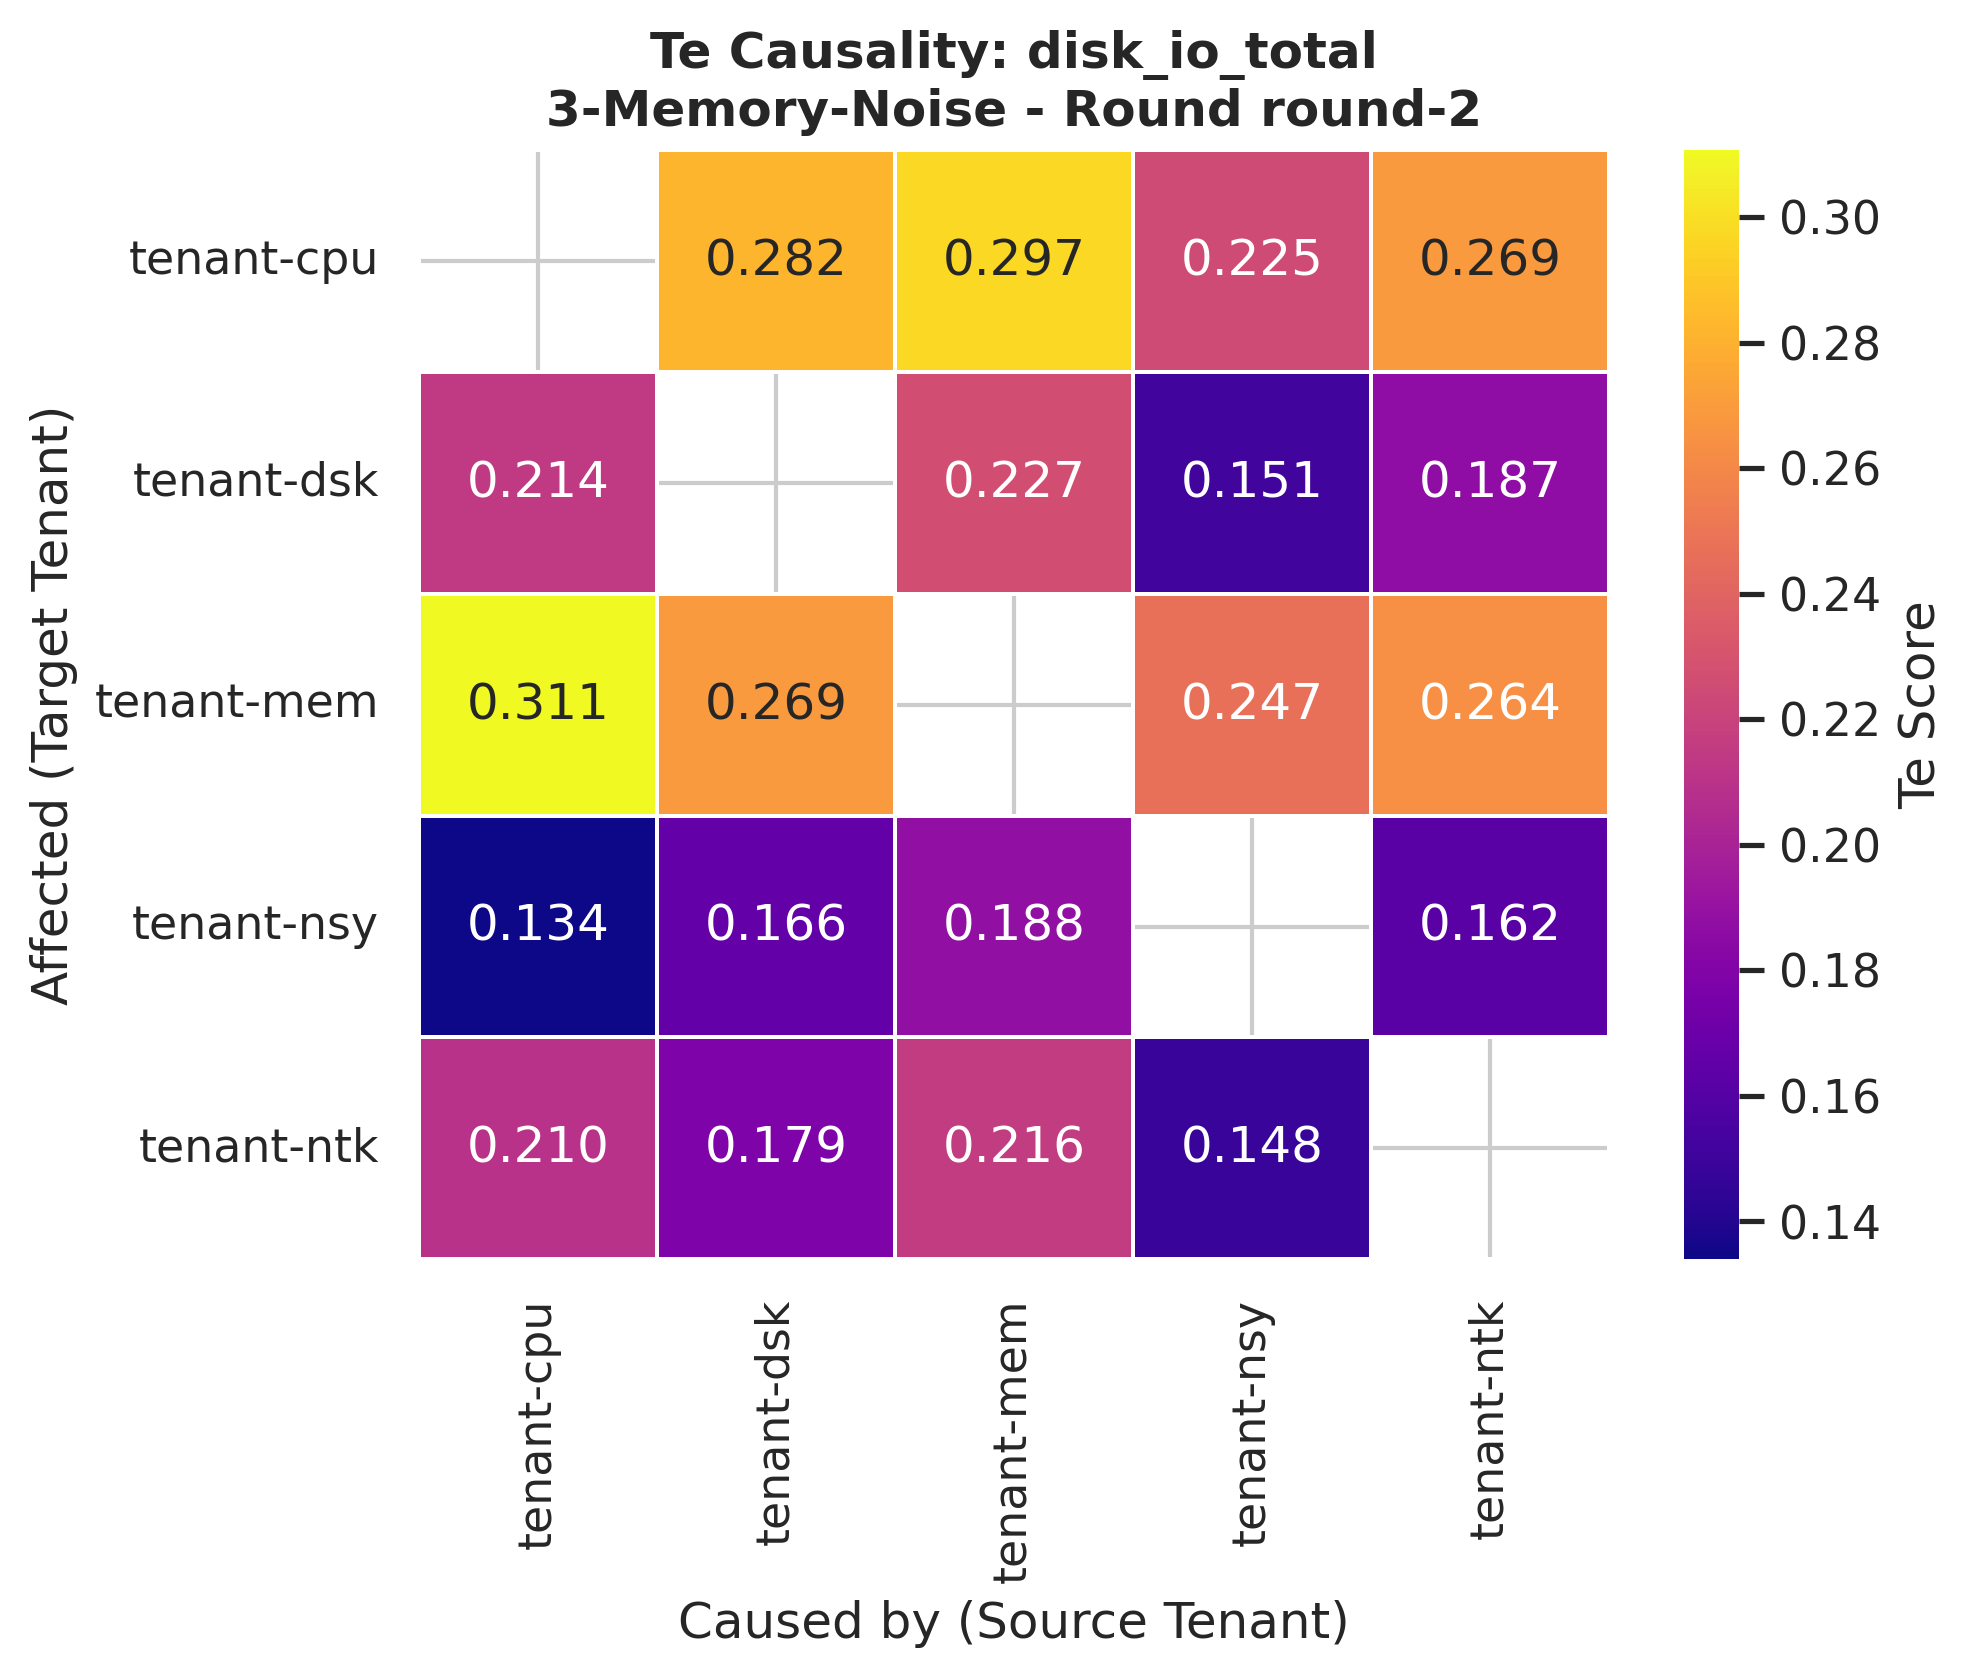 Te Causality: disk_io_total
3-Memory-Noise - Round round-2
Affected (Target Tenant)
tenant-cpu 0.282 0.297 0.225 0.269
tenant-dsk 0.214 0.227 0.151 0.187
tenant-mem 0.311 0.269 0.247 0.264
tenant-nsy 0.134 0.166 0.188 0.162
tenant-ntk 0.210 0.179 0.216 0.148
tenant-cpu tenant-dsk tenant-mem tenant-nsy tenant-ntk
Caused by (Source Tenant)
0.30
0.28
0.26
0.24
0.22
0.20
0.18
0.16
0.14
Te Score